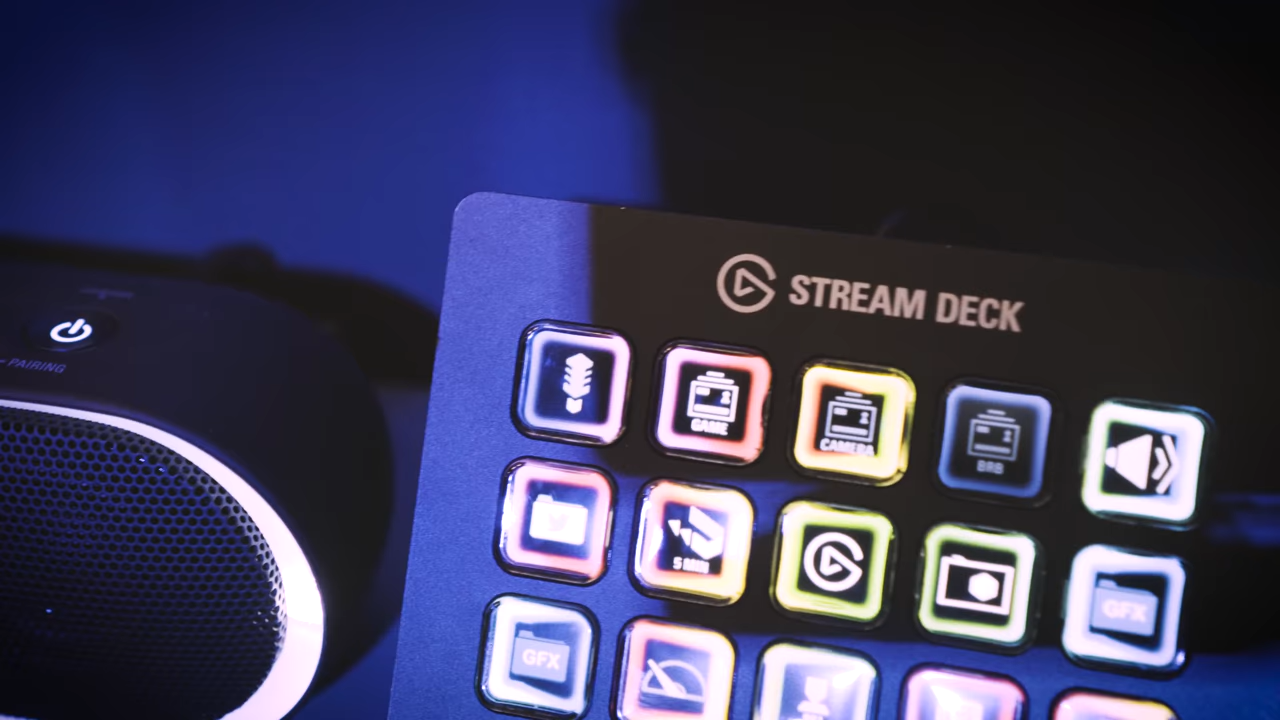 PAIRING
STREAM DECK
GAME
CAMERA
BRB
5 MIN
GFX
GFX